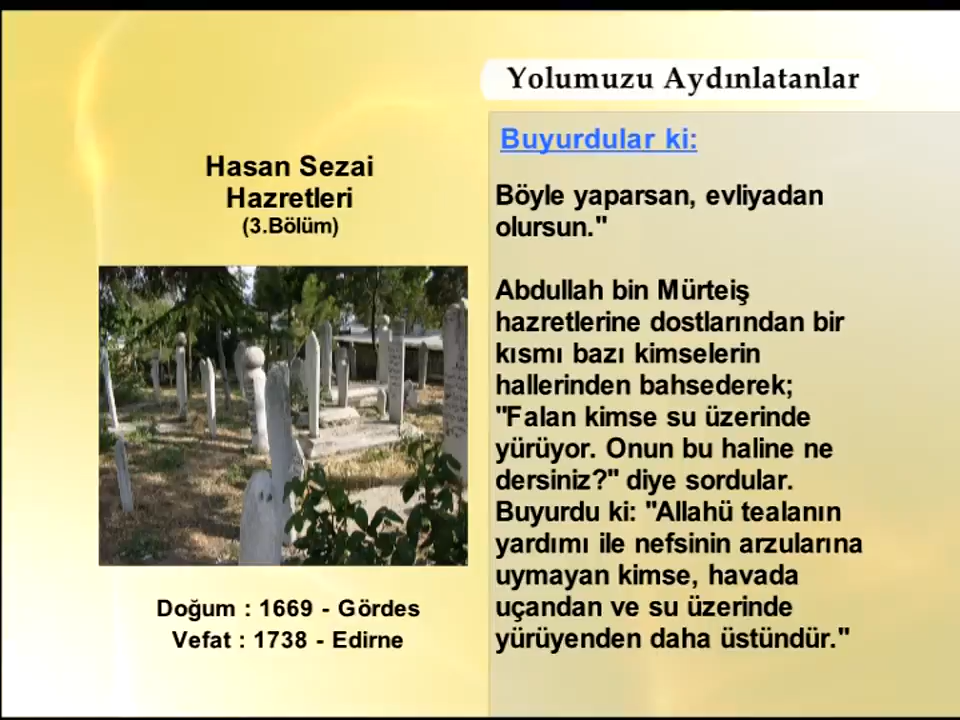 Yolumuzu Aydınlatanlar
Hasan Sezai
Hazretleri
(3.Bölüm)
Doğum : 1669 - Gördes
Vefat : 1738 - Edirne
Buyurdular ki:
Böyle yaparsan, evliyadan
olursun."
Abdullah bin Mürteiş
hazretlerine dostlarından bir
kısmı bazı kimselerin
hallerinden bahsederek;
"Falan kimse su üzerinde
yürüyor. Onun bu haline ne
dersiniz?" diye sordular.
Buyurdu ki: "Allahü tealanın
yardımı ile nefsinin arzularına
uymayan kimse, havada
uçandan ve su üzerinde
yürüyenden daha üstündür."